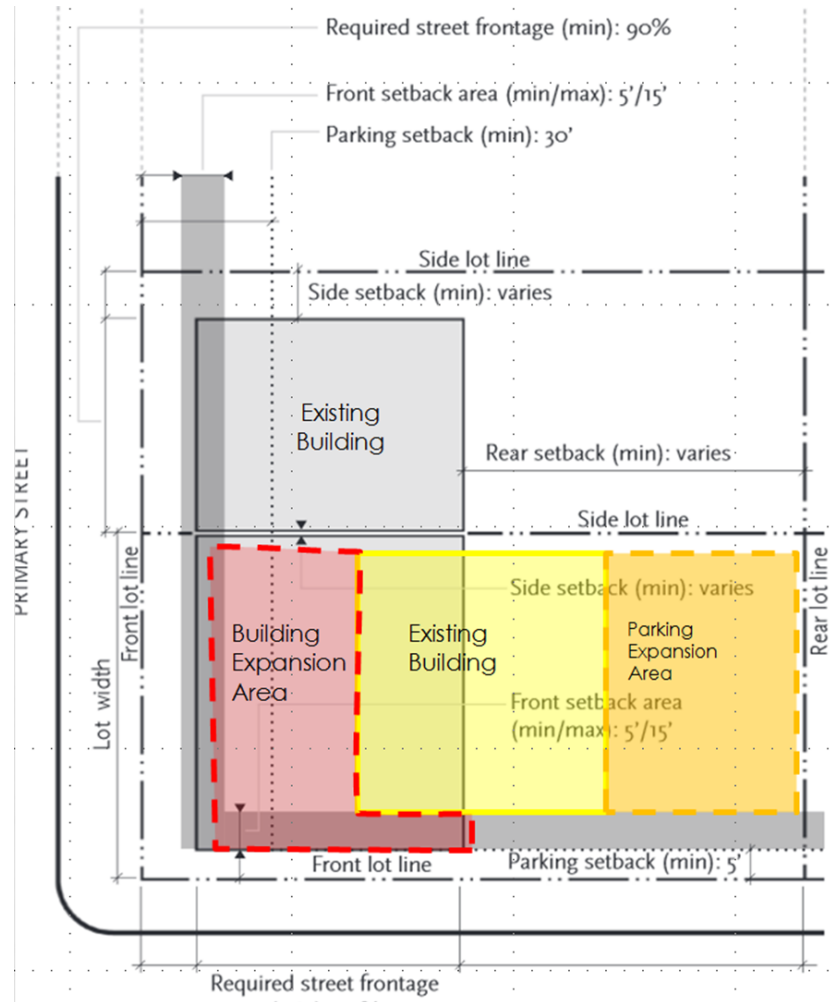 Required street frontage (min): 90%
Front setback area (min/max): 5'/15'
Parking setback (min): 30'
Side lot line
Side setback (min): varies
Existing
Building
Rear setback (min): varies
PRIMARY STREET
Side lot line
Front lot line
Rear lot line
Side setback (min): varies
Building
Expansion
Area
Existing
Building
Parking
Expansion
Area
Lot width
Front setback area
(min/max): 5'/15'
Front lot line
Parking setback (min): 5'
Required street frontage